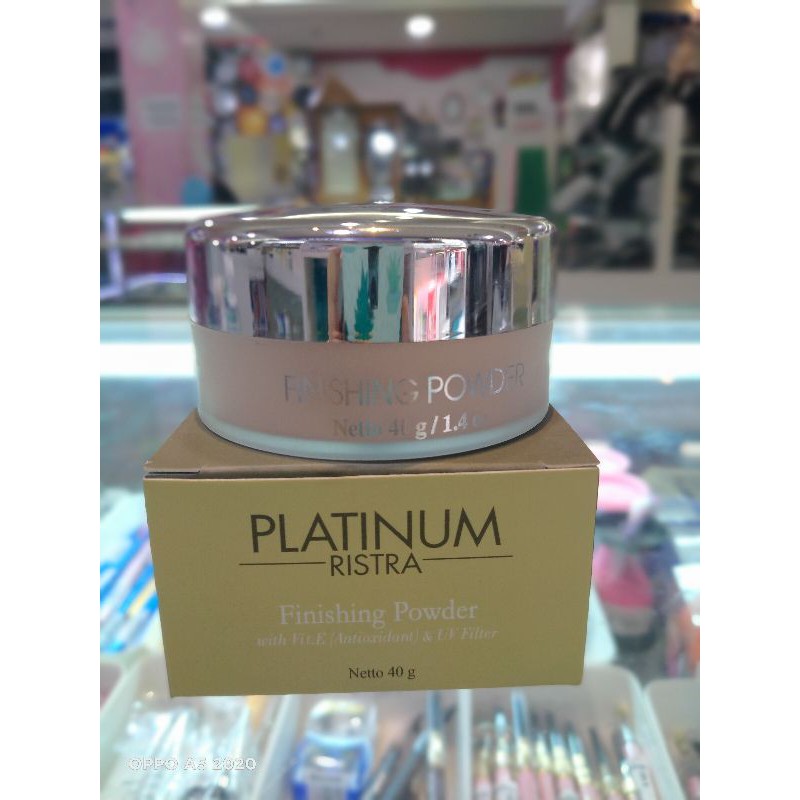 FINISHING POWDER
Netto 40 g / 1.4
PLATINUM
RISTRA
Finishing Powder
with Vit.E (Antioxidant) & UV Filter
Netto 40 g
OPPO A5 2020